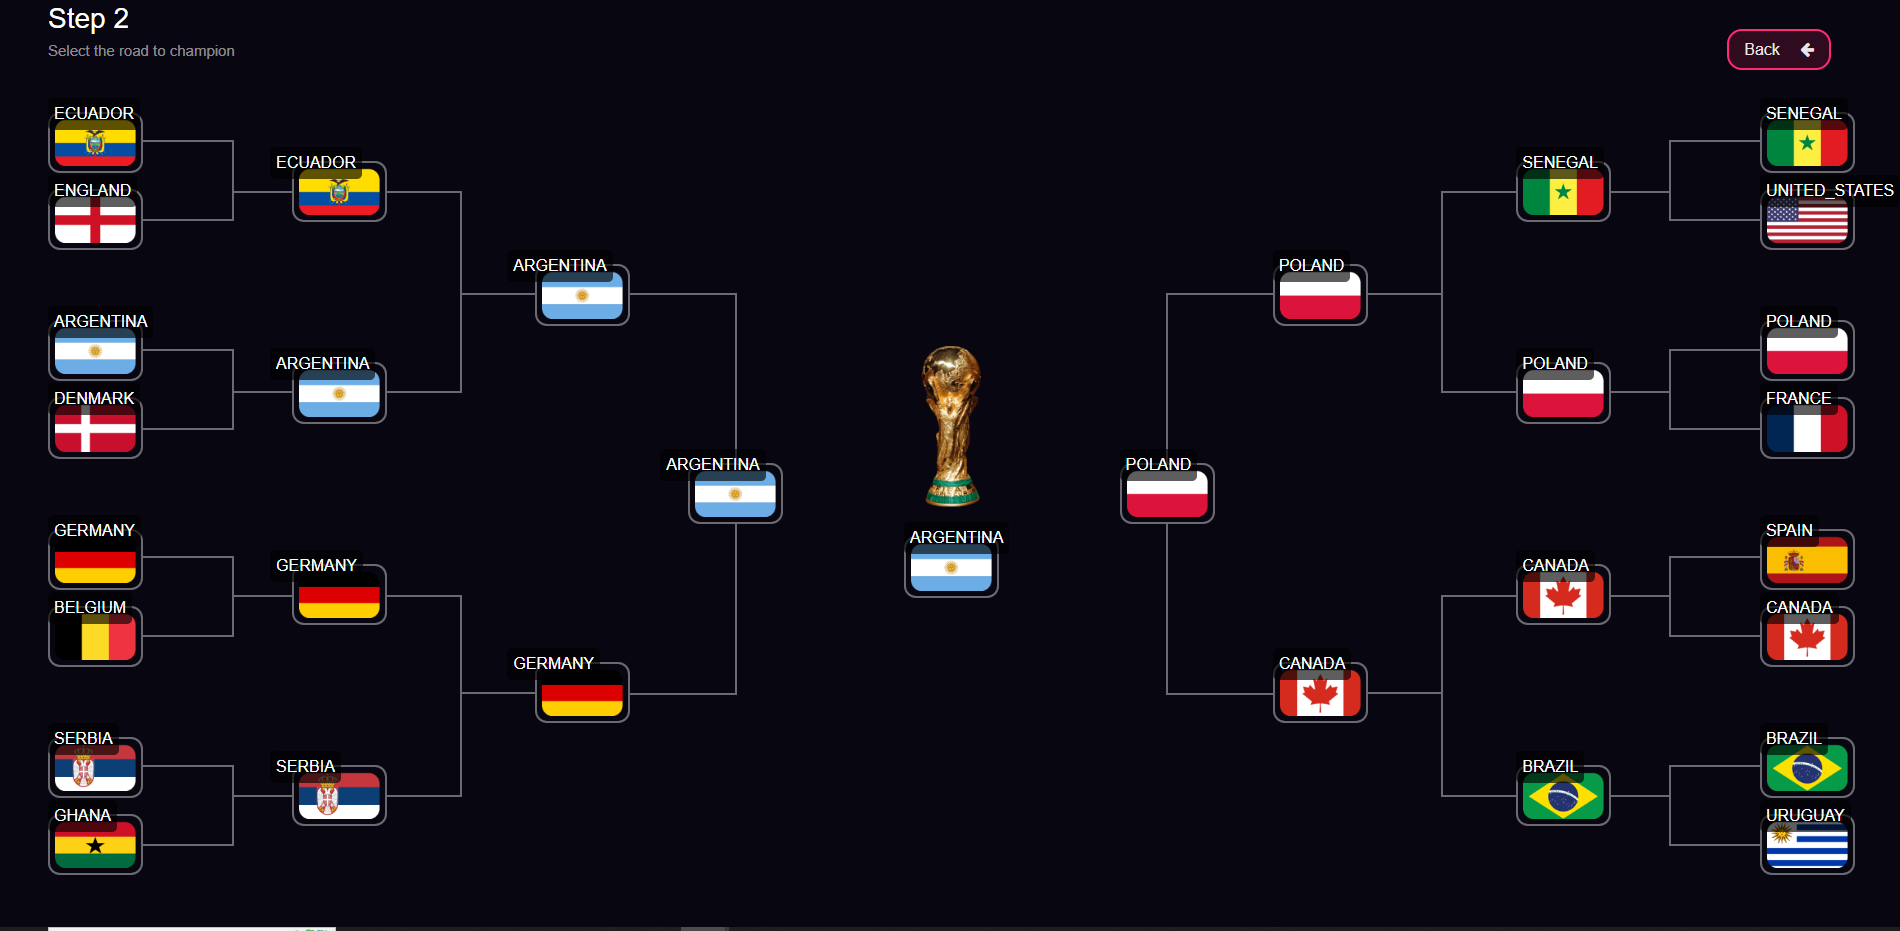 Step 2
Select the road to champion
Back
ECUADOR
ENGLAND
ARGENTINA
DENMARK
GERMANY
BELGIUM
SERBIA
GHANA
ECUADOR
ARGENTINA
GERMANY
SERBIA
ARGENTINA
GERMANY
ARGENTINA
ARGENTINA
POLAND
POLAND
CANADA
SENEGAL
POLAND
CANADA
BRAZIL
SENEGAL
UNITED_STATES
POLAND
FRANCE
SPAIN
CANADA
BRAZIL
URUGUAY